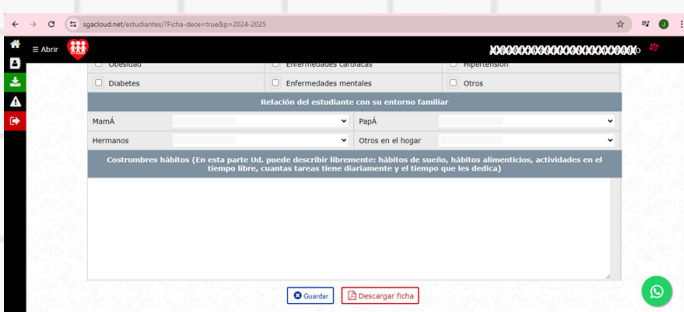 sgacloud.net/estudiantes/?Ficha-dece=true&p=2024-2025
J
≡ Abrir
Obesidad Enfermedades cardiacas Hipertensión
Diabetes Enfermedades mentales Otros
Relación del estudiante con su entorno familiar
MamÁ PapÁ
Hermanos Otros en el hogar
Costrumbres hábitos (En esta parte Ud. puede describir libremente: hábitos de sueño, hábitos alimenticios, actividades en el
tiempo libre, cuantas tareas tiene diariamente y el tiempo que les dedica)
Guardar Descargar ficha